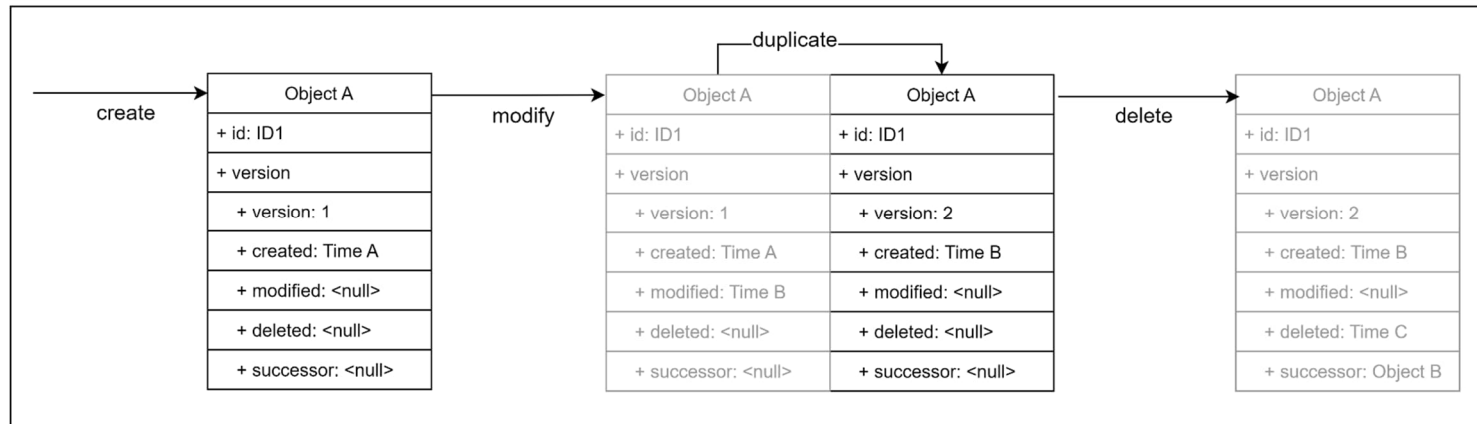 create
Object A
+ id: ID1
+ version
+ version: 1
+ created: Time A
+ modified: <null>
+ deleted: <null>
+ successor: <null>
modify
duplicate
Object A
+ id: ID1
+ version
+ version: 1
+ created: Time A
+ modified: Time B
+ deleted: <null>
+ successor: <null>
Object A
+ id: ID1
+ version
+ version: 2
+ created: Time B
+ modified: <null>
+ deleted: <null>
+ successor: <null>
delete
Object A
+ id: ID1
+ version
+ version: 2
+ created: Time B
+ modified: <null>
+ deleted: Time C
+ successor: Object B